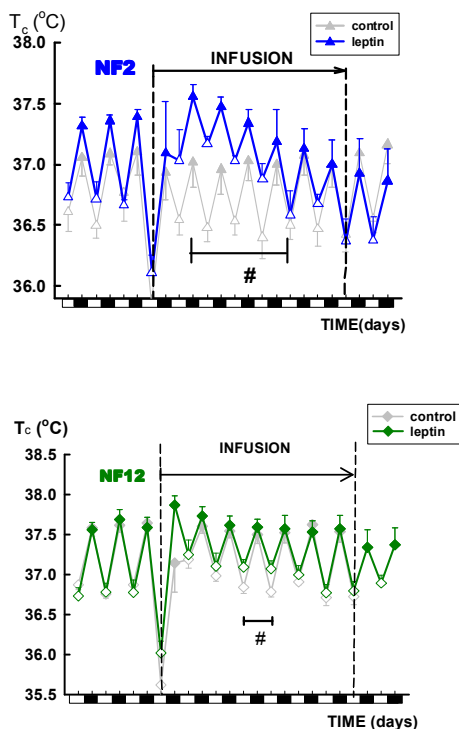 T_c (°C)
control
leptin
38.0
NF2
INFUSION
37.5
37.0
36.5
36.0
#
TIME(days)
Tc (°C)
control
leptin
38.5
NF12
INFUSION
38.0
37.5
37.0
36.5
36.0
35.5
#
TIME (days)